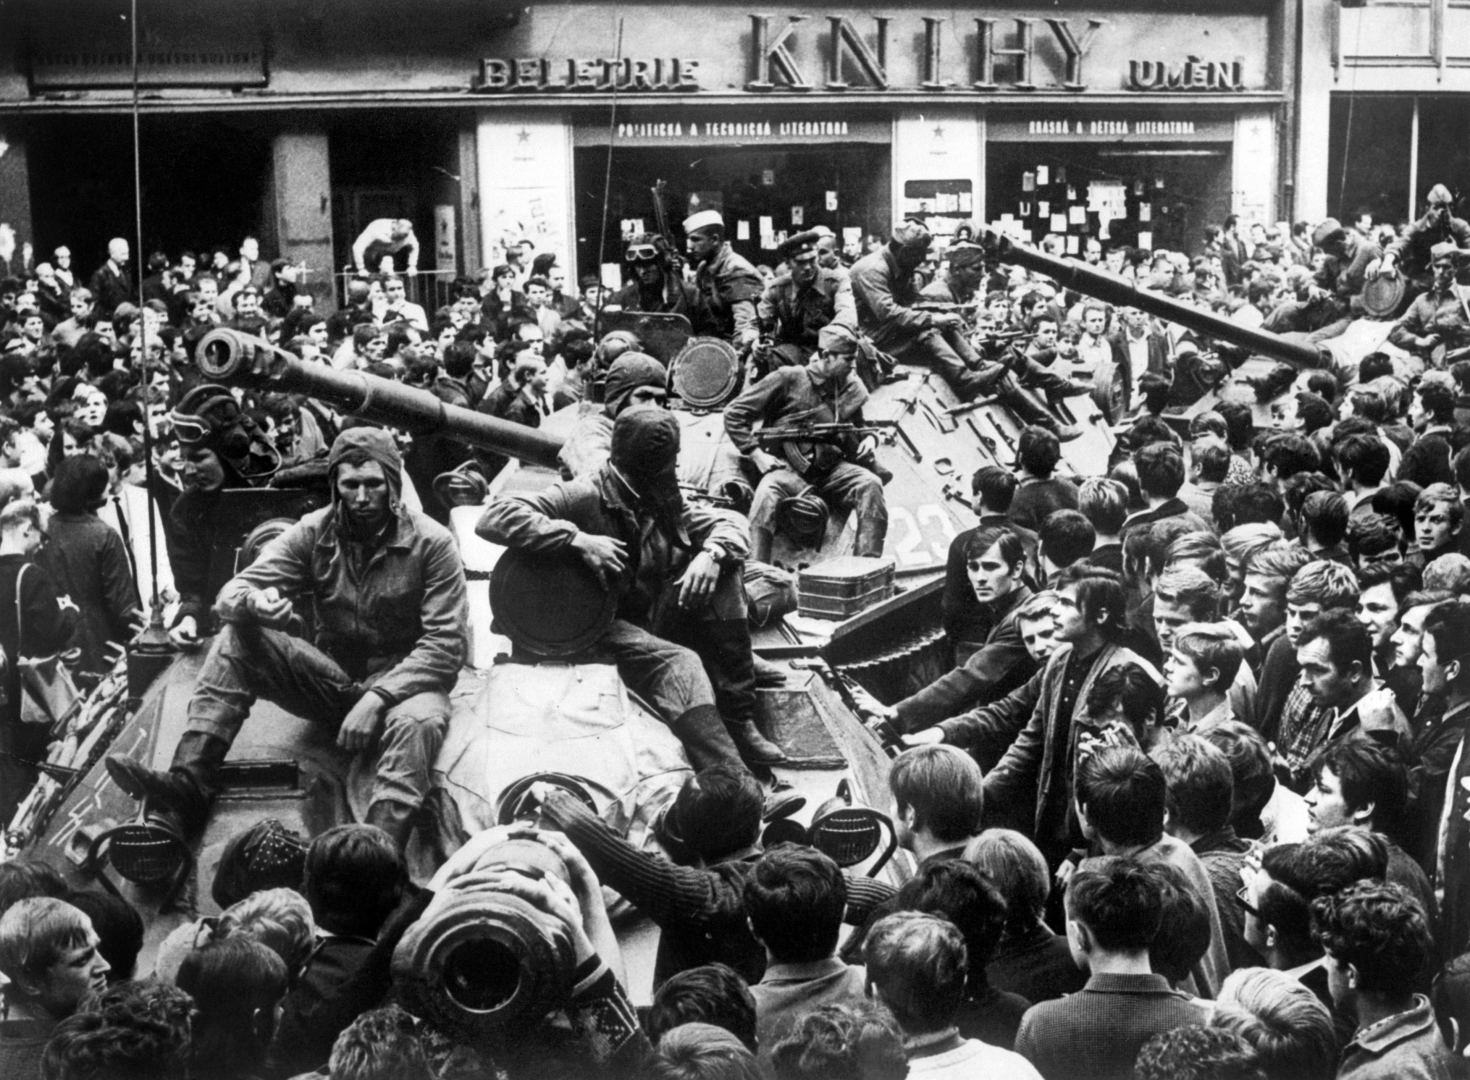 BELETRIE KNIHY UMĚNÍ
POLITICKÁ A TECHNICKÁ LITERATURA
KRÁSNÁ A DĚTSKÁ LITERATURA
23